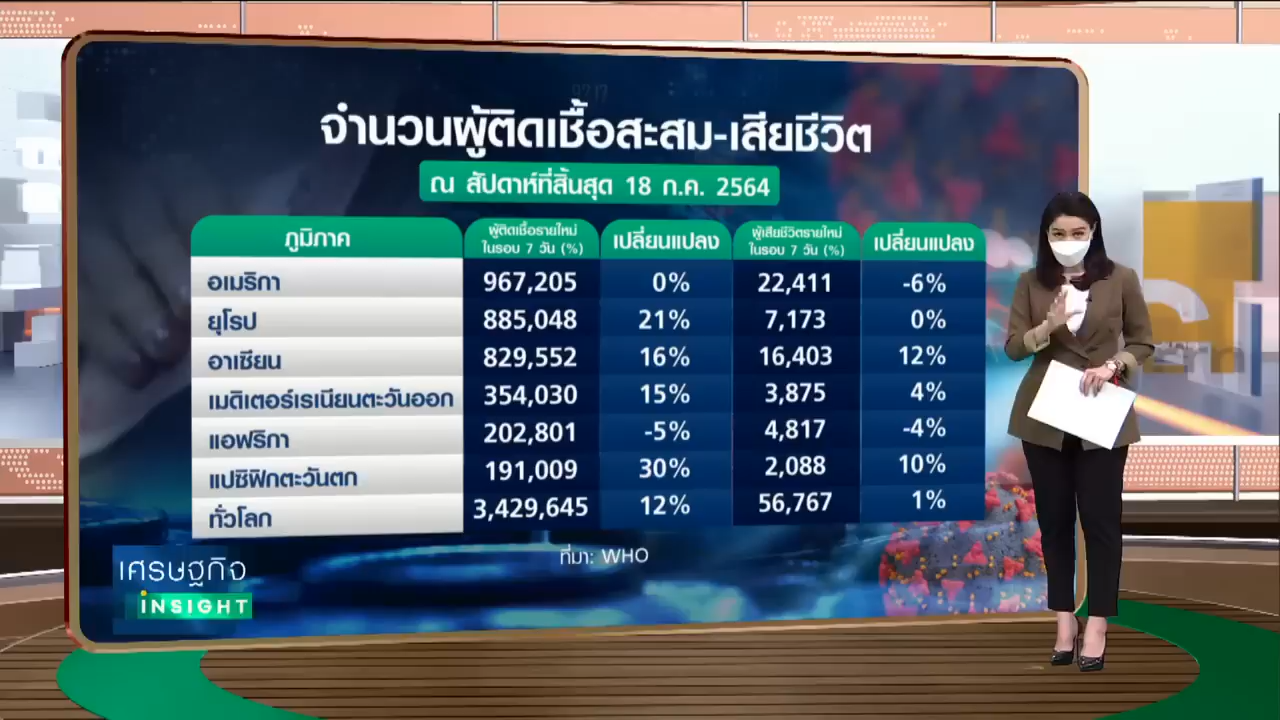 จำนวนผู้ติดเชื้อสะสม-เสียชีวิต
ณ สัปดาห์ที่สิ้นสุด 18 ก.ค. 2564
ภูมิภาค ผู้ติดเชื้อรายใหม่ ในรอบ 7 วัน (%) เปลี่ยนแปลง ผู้เสียชีวิตรายใหม่ ในรอบ 7 วัน (%) เปลี่ยนแปลง
อเมริกา 967,205 0% 22,411 -6%
ยุโรป 885,048 21% 7,173 0%
อาเซียน 829,552 16% 16,403 12%
เมดิเตอร์เรเนียนตะวันออก 354,030 15% 3,875 4%
แอฟริกา 202,801 -5% 4,817 -4%
แปซิฟิกตะวันตก 191,009 30% 2,088 10%
ทั่วโลก 3,429,645 12% 56,767 1%
ที่มา: WHO
เศรษฐกิจ
INSIGHT